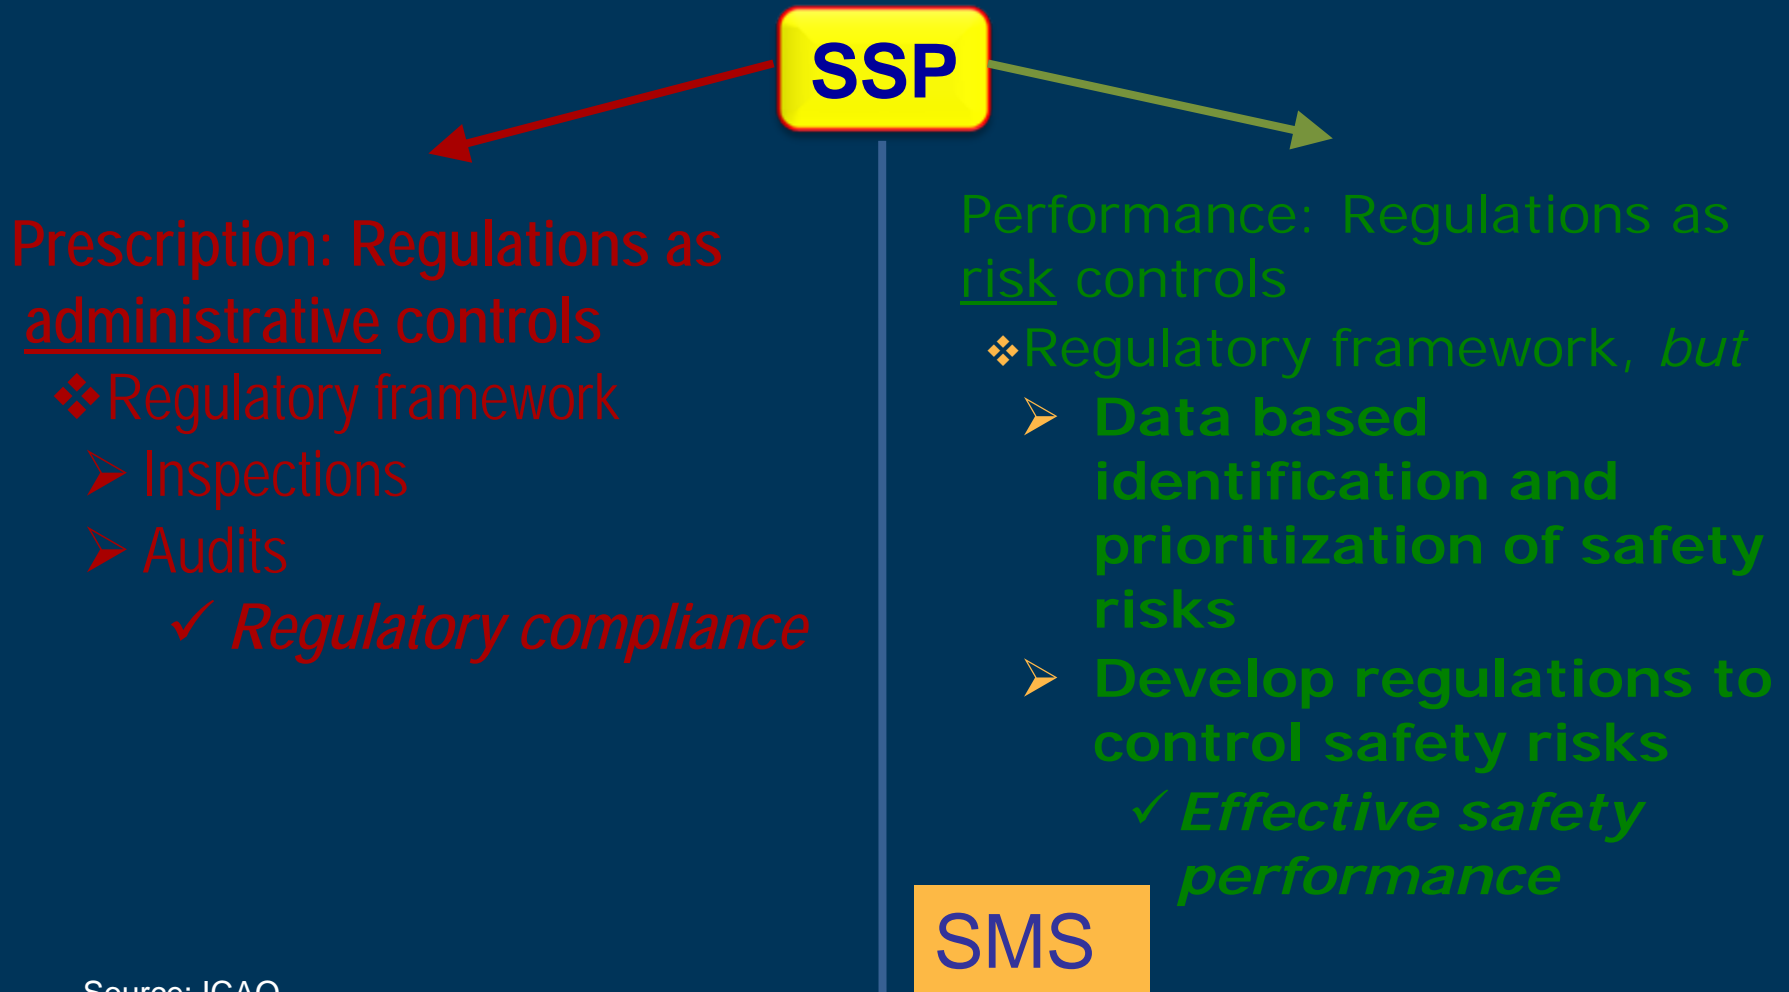 SSP
Prescription: Regulations as
administrative controls
Regulatory framework
Inspections
Audits
Regulatory compliance
Performance: Regulations as
risk controls
Regulatory framework, but
Data based
identification and
prioritization of safety
risks
Develop regulations to
control safety risks
Effective safety
performance
SMS
Source: ICAO